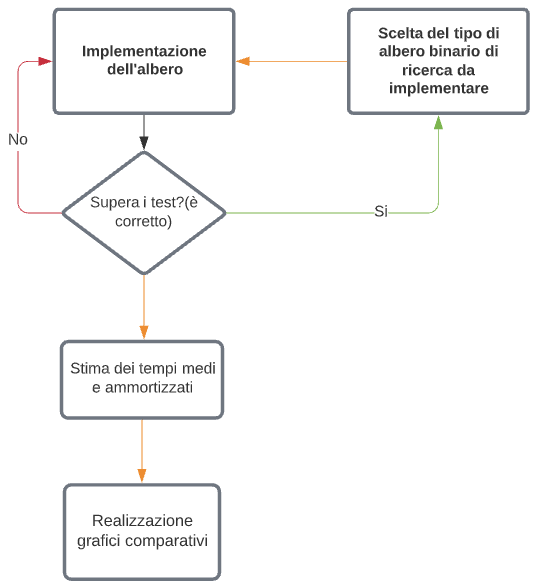 Implementazione
dell'albero
Scelta del tipo di
albero binario di
ricerca da
implementare
No
Supera i test?(è
corretto)
Si
Stima dei tempi medi
e ammortizzati
Realizzazione
grafici comparativi